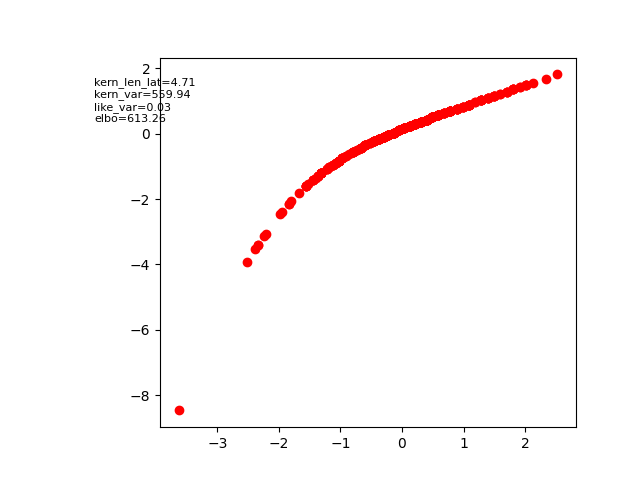 kern_len_lat=4.71
kern_var=559.94
like_var=0.03
elbo=613.26
2
0
−2
−4
−6
−8
−3 −2 −1 0 1 2